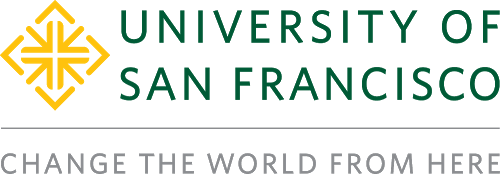 UNIVERSITY OF
SAN FRANCISCO
CHANGE THE WORLD FROM HERE